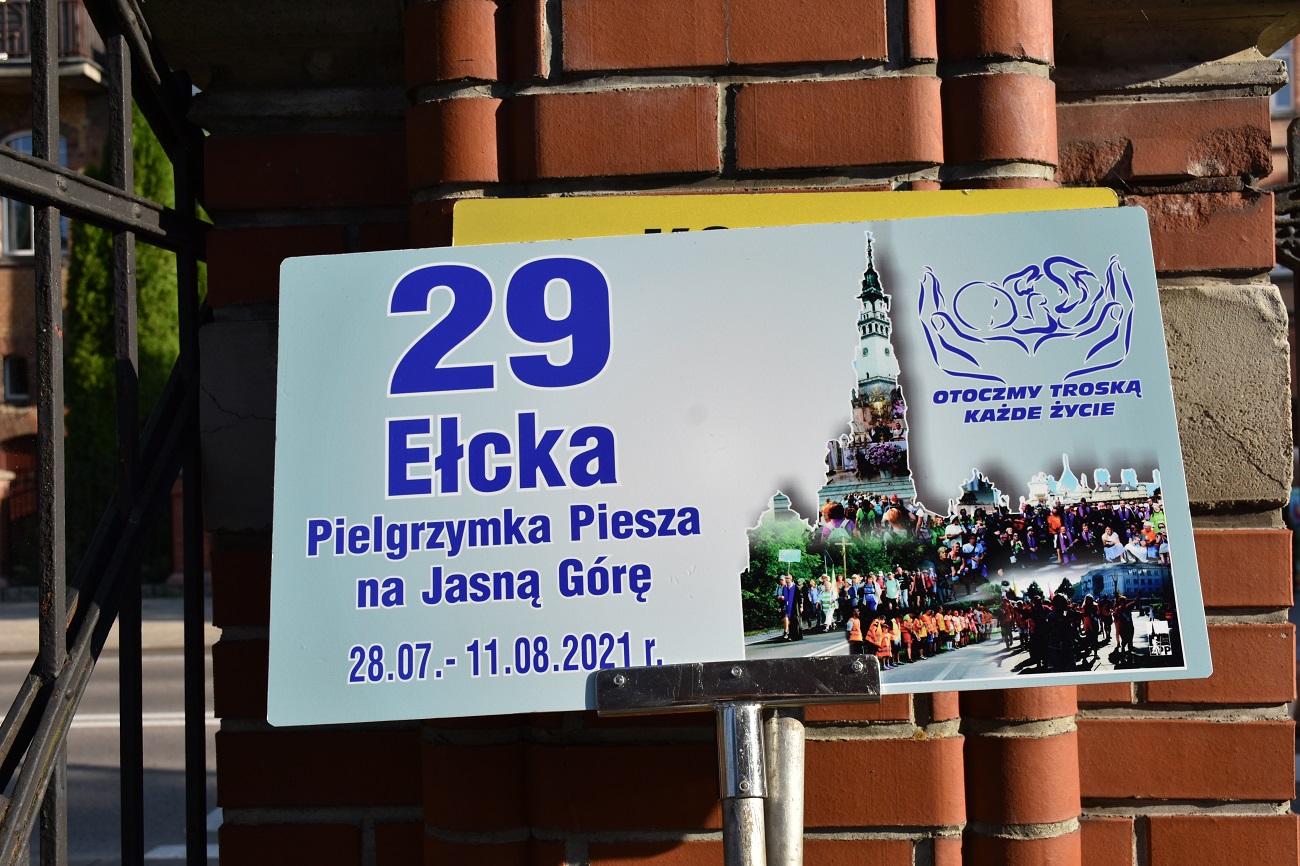 29
Ełcka
Pielgrzymka Piesza
na Jasną Górę
28.07.- 11.08.2021 r.
OTOCZMY TROSKĄ
KAŻDE ŻYCIE